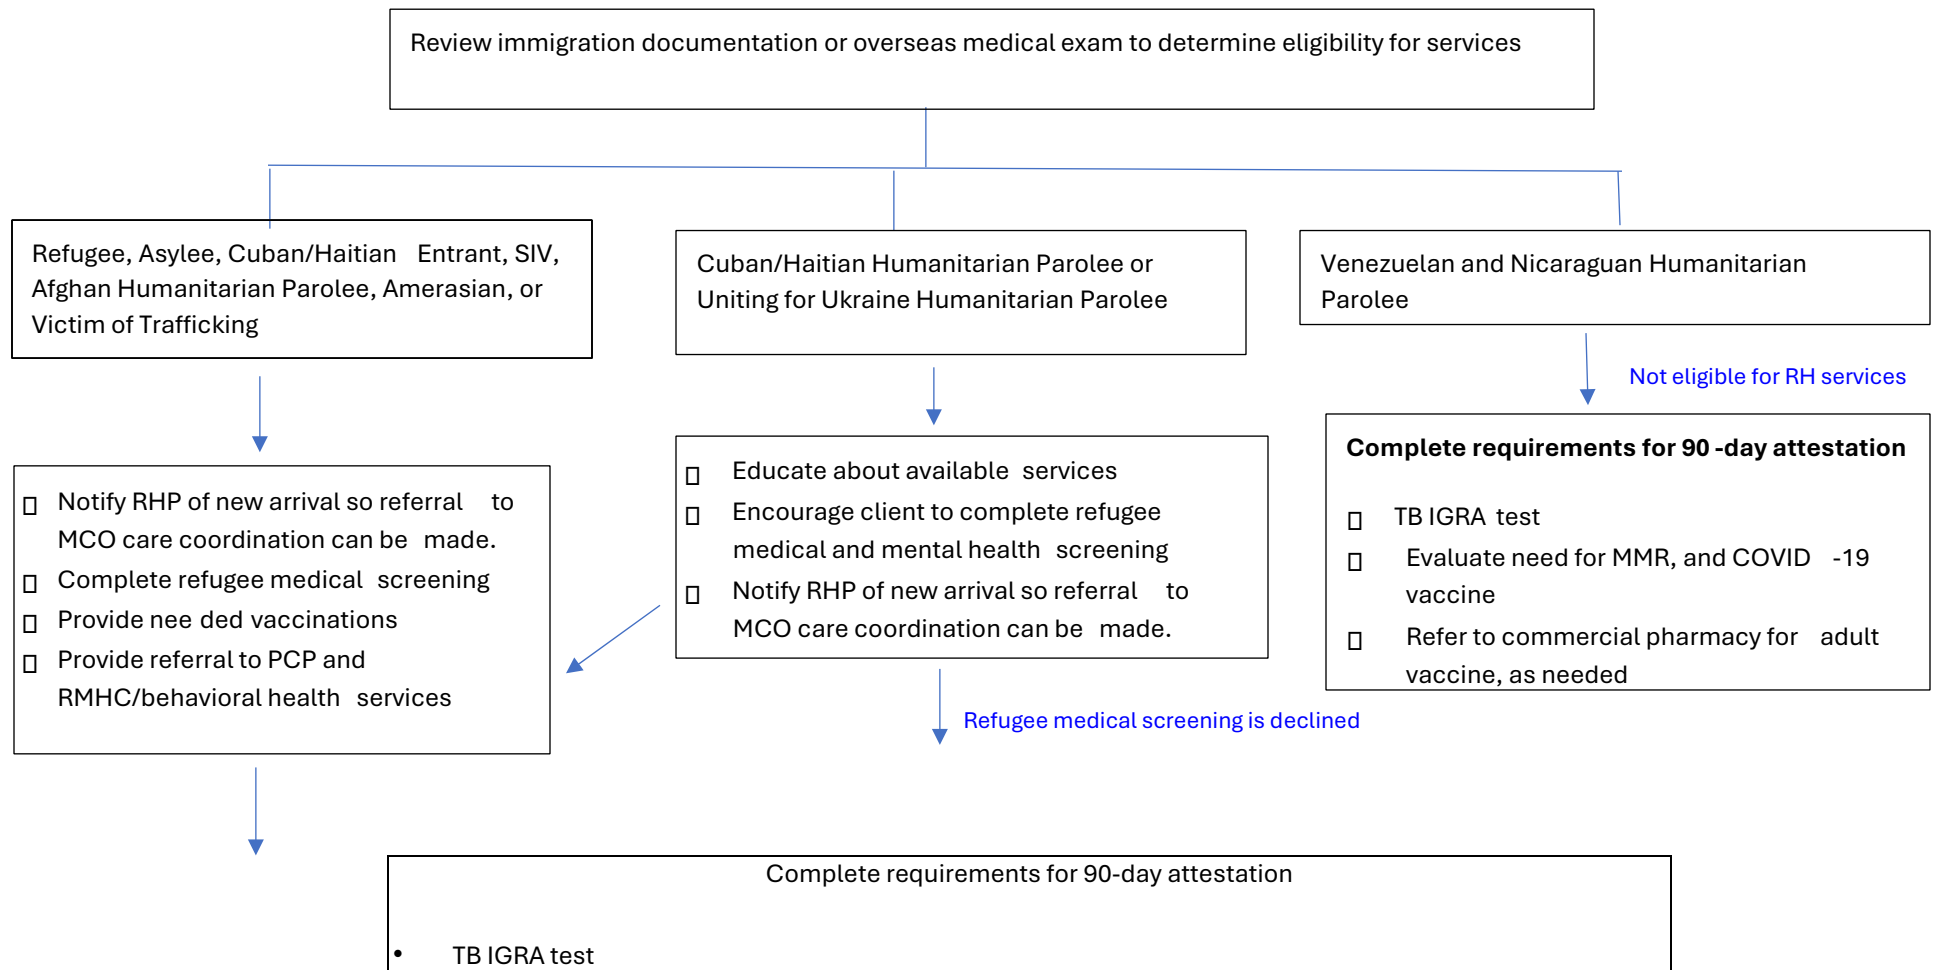 Review immigration documentation or overseas medical exam to determine eligibility for services
Refugee, Asylee, Cuban/Haitian Entrant, SIV,
Afghan Humanitarian Parolee, Amerasian, or
Victim of Trafficking
Cuban/Haitian Humanitarian Parolee or
Uniting for Ukraine Humanitarian Parolee
Venezuelan and Nicaraguan Humanitarian
Parolee
Not eligible for RH services
Notify RHP of new arrival so referral to
MCO care coordination can be made.
Complete refugee medical screening
Provide nee ded vaccinations
Provide referral to PCP and
RMHC/behavioral health services
Educate about available services
Encourage client to complete refugee
medical and mental health screening
Notify RHP of new arrival so referral to
MCO care coordination can be made.
Complete requirements for 90 -day attestation
TB IGRA test
Evaluate need for MMR, and COVID -19
vaccine
Refer to commercial pharmacy for adult
vaccine, as needed
Refugee medical screening is declined
Complete requirements for 90-day attestation
• TB IGRA test